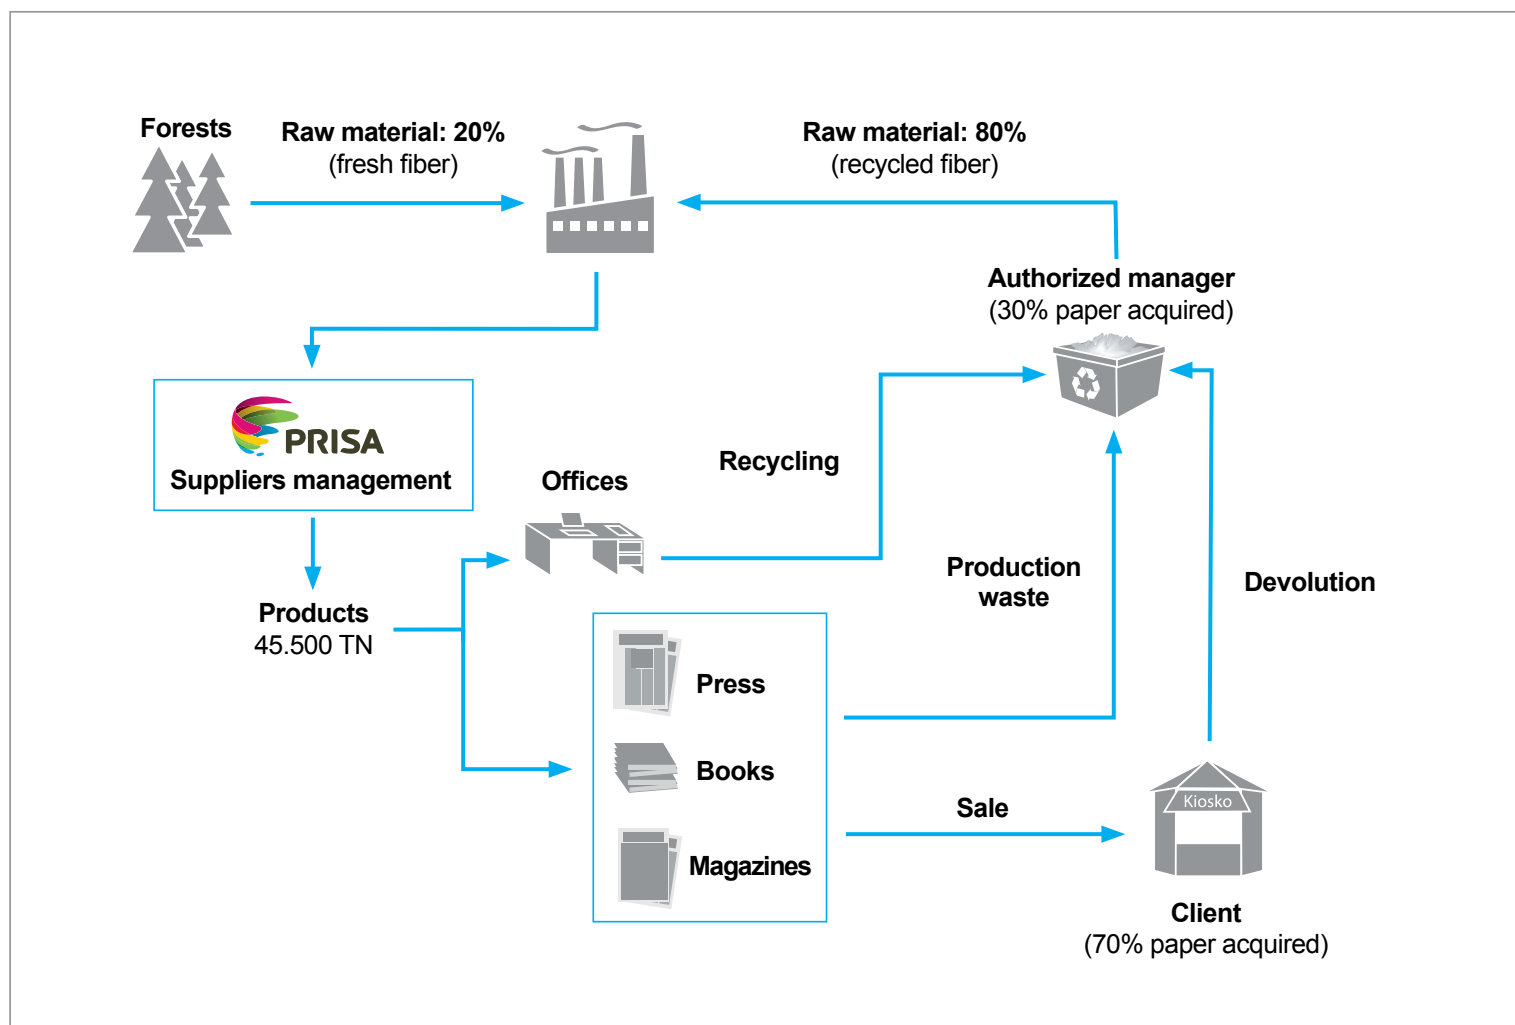 Forests
Raw material: 20%
(fresh fiber)
Raw material: 80%
(recycled fiber)
Authorized manager
(30% paper acquired)
PRISA
Suppliers management
Offices
Recycling
Products
45.500 TN
Production
waste
Devolution
Press
Books
Magazines
Sale
Kiosko
Client
(70% paper acquired)